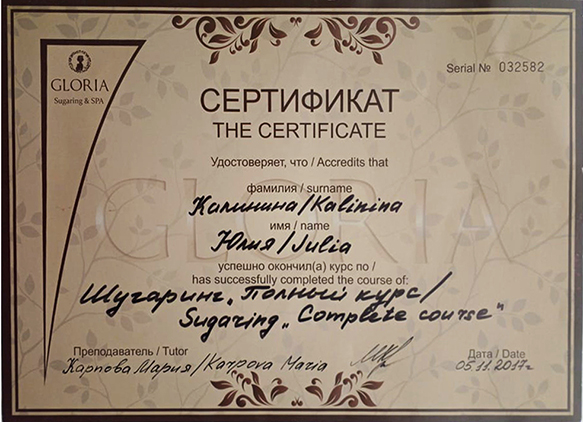 GLORIA
Sugaring & SPA
Serial № 032582
СЕРТИФИКАТ
THE CERTIFICATE
Удостоверяет, что / Accredits that
фамилия / surname
Калинина/Kalinina
имя / name
Юлия/Julia
успешно окончил(а) курс по /
has successfully completed the course of:
Шугаринг „Полный курс/
Sugaring „Complete course"
Преподаватель / Tutor
Карпова Мария/Karpova Maria
Дата / Date
05.11.2017г
GLORIA